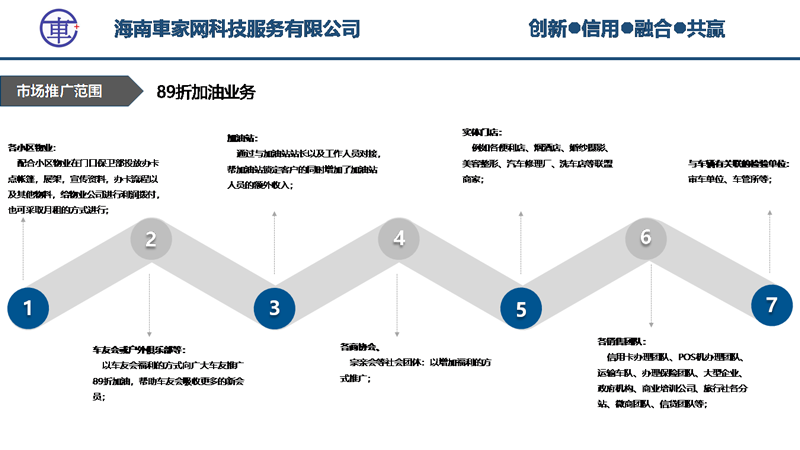 車
海南車家网科技服务有限公司
创新●信用●融合●共赢
市场推广范围
89折加油业务
各小区物业：
配合小区物业在门口保卫部投放办卡
点帐篷，展架，宣传资料，办卡流程以
及其他物料，给物业公司进行利润拨付，
也可采取月租的方式进行；
加油站：
通过与加油站站长以及工作人员对接，
帮加油站锁定客户的同时增加了加油站
人员的额外收入；
实体门店：
例如各便利店、烟酒店、婚纱摄影、
美容整形、汽车修理厂、洗车店等联盟
商家；
与车辆有关联的检验单位：
审车单位、车管所等；
1
2
3
4
5
6
7
车友会或户外俱乐部等：
以车友会福利的方式向广大车友推广
89折加油，帮助车友会吸收更多的新会
员；
各商协会、
宗亲会等社会团体：以增加福利的方
式推广；
各销售团队：
信用卡办理团队、POS机办理团队、
运输车队、办理保险团队、大型企业、
政府机构、商业培训公司、旅行社各分
站、微商团队、信贷团队等；